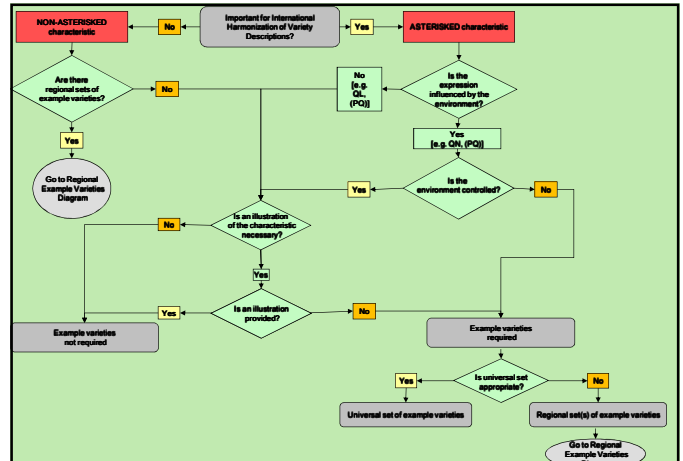 NON-ASTERISKED
characteristic
No
Important for International
Harmonization of Variety
Descriptions?
Yes
ASTERISKED characteristic
Are there
regional sets of
example varieties?
No
No
[e.g.
QL,
(PQ)]
Is the
expression
influenced by the
environment?
Yes
Yes
[e.g. QN, (PQ)]
Go to Regional
Example Varieties
Diagram
Yes
Is the
environment controlled?
No
No
Is an illustration
of the characteristic
necessary?
Yes
Yes
Is an illustration
provided?
No
Example varieties
not required
Example varieties
required
Yes
Is universal set
appropriate?
No
Universal set of example varieties
Regional set(s) of example varieties
Go to Regional
Example Varieties